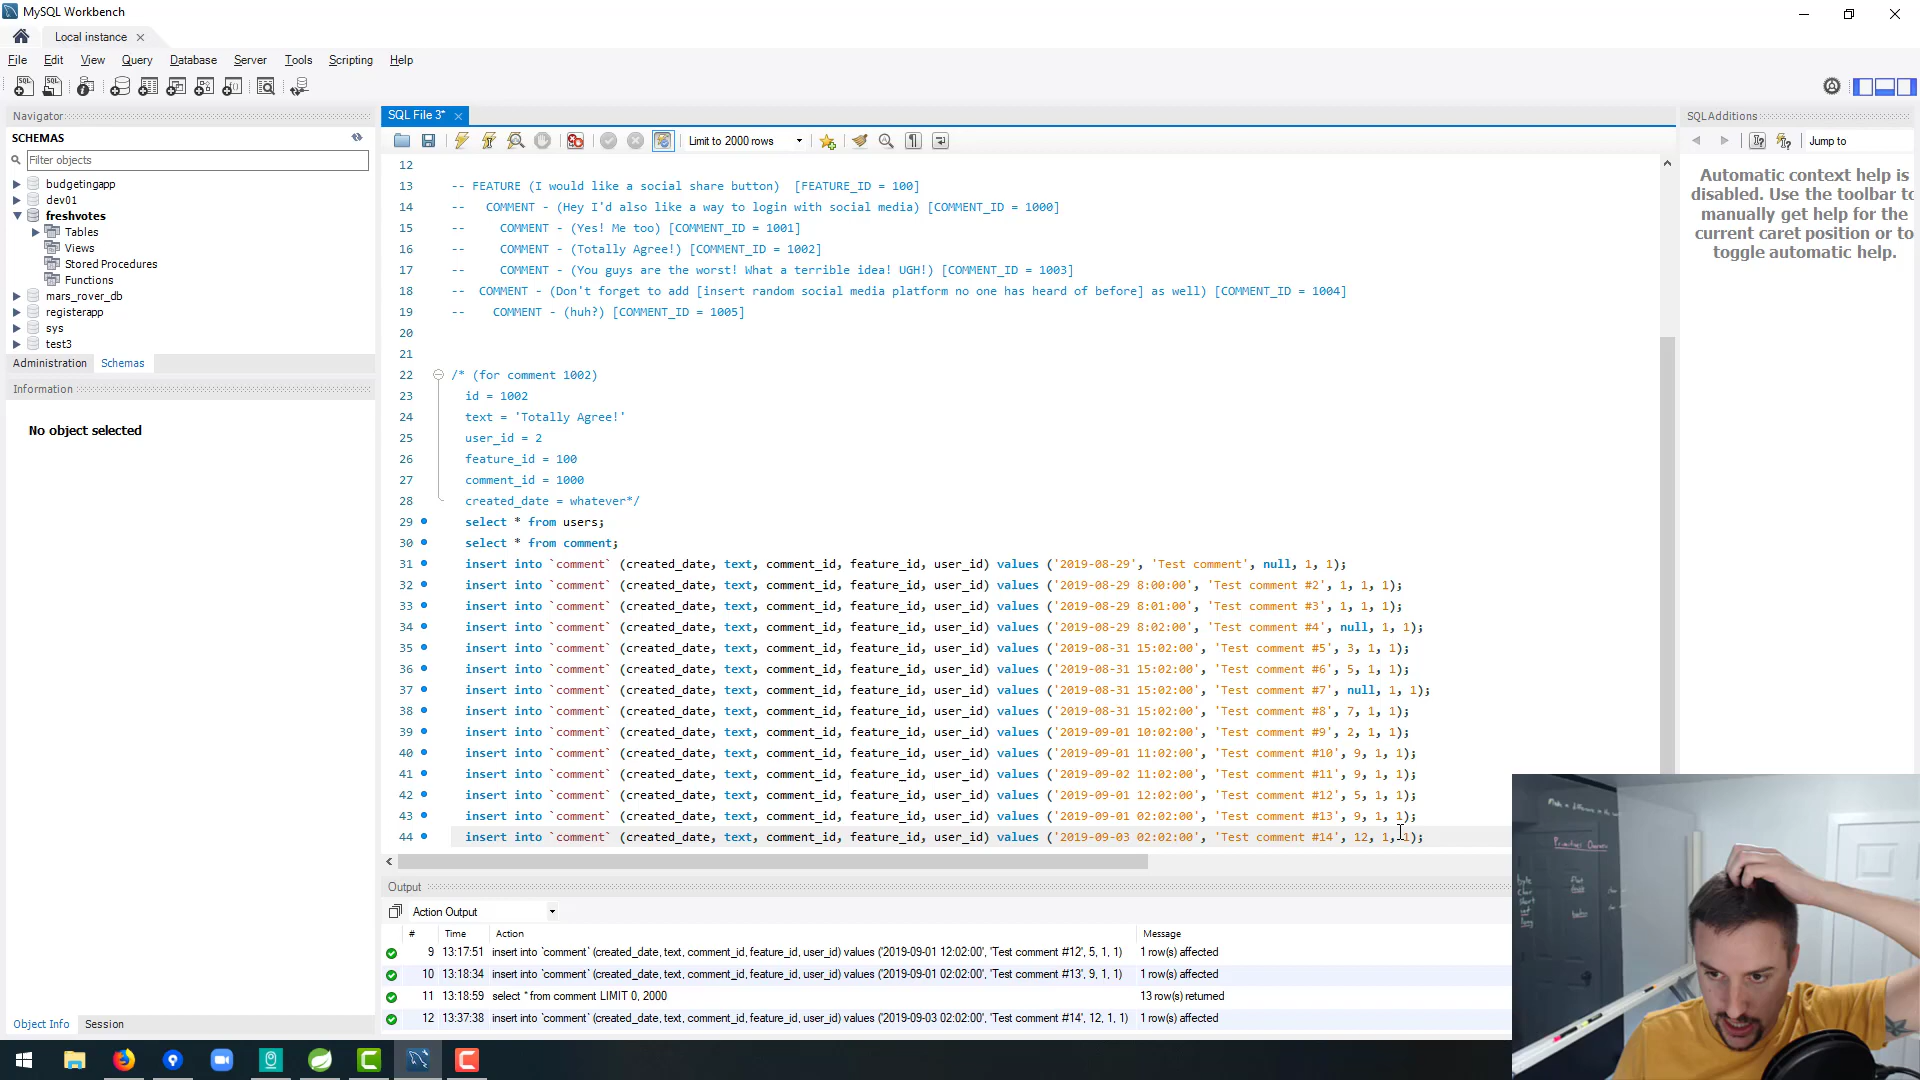 MySQL Workbench
Local instance
File Edit View Query Database Server Tools Scripting Help
Navigator
SCHEMAS
Filter objects
budgetingapp
dev01
freshvotes
Tables
Views
Stored Procedures
Functions
mars_rover_db
registerapp
sys
test3
Administration Schemas
Information
No object selected
Object Info Session
SQL File 3*
Limit to 2000 rows
12
13 -- FEATURE (I would like a social share button) [FEATURE_ID = 100]
14 -- COMMENT - (Hey I'd also like a way to login with social media) [COMMENT_ID = 1000]
15 -- COMMENT - (Yes! Me too) [COMMENT_ID = 1001]
16 -- COMMENT - (Totally Agree!) [COMMENT_ID = 1002]
17 -- COMMENT - (You guys are the worst! What a terrible idea! UGH!) [COMMENT_ID = 1003]
18 -- COMMENT - (Don't forget to add [insert random social media platform no one has heard of before] as well) [COMMENT_ID = 1004]
19 -- COMMENT - (huh?) [COMMENT_ID = 1005]
20
21
22 /* (for comment 1002)
23 id = 1002
24 text = 'Totally Agree!'
25 user_id = 2
26 feature_id = 100
27 comment_id = 1000
28 created_date = whatever*/
29 select * from users;
30 select * from comment;
31 insert into `comment` (created_date, text, comment_id, feature_id, user_id) values ('2019-08-29', 'Test comment', null, 1, 1);
32 insert into `comment` (created_date, text, comment_id, feature_id, user_id) values ('2019-08-29 8:00:00', 'Test comment #2', 1, 1, 1);
33 insert into `comment` (created_date, text, comment_id, feature_id, user_id) values ('2019-08-29 8:01:00', 'Test comment #3', 1, 1, 1);
34 insert into `comment` (created_date, text, comment_id, feature_id, user_id) values ('2019-08-29 8:02:00', 'Test comment #4', null, 1, 1);
35 insert into `comment` (created_date, text, comment_id, feature_id, user_id) values ('2019-08-31 15:02:00', 'Test comment #5', 3, 1, 1);
36 insert into `comment` (created_date, text, comment_id, feature_id, user_id) values ('2019-08-31 15:02:00', 'Test comment #6', 5, 1, 1);
37 insert into `comment` (created_date, text, comment_id, feature_id, user_id) values ('2019-08-31 15:02:00', 'Test comment #7', null, 1, 1);
38 insert into `comment` (created_date, text, comment_id, feature_id, user_id) values ('2019-08-31 15:02:00', 'Test comment #8', 7, 1, 1);
39 insert into `comment` (created_date, text, comment_id, feature_id, user_id) values ('2019-09-01 10:02:00', 'Test comment #9', 2, 1, 1);
40 insert into `comment` (created_date, text, comment_id, feature_id, user_id) values ('2019-09-01 11:02:00', 'Test comment #10', 9, 1, 1);
41 insert into `comment` (created_date, text, comment_id, feature_id, user_id) values ('2019-09-02 11:02:00', 'Test comment #11', 9, 1, 1);
42 insert into `comment` (created_date, text, comment_id, feature_id, user_id) values ('2019-09-01 12:02:00', 'Test comment #12', 5, 1, 1);
43 insert into `comment` (created_date, text, comment_id, feature_id, user_id) values ('2019-09-01 02:02:00', 'Test comment #13', 9, 1, 1);
44 insert into `comment` (created_date, text, comment_id, feature_id, user_id) values ('2019-09-03 02:02:00', 'Test comment #14', 12, 1, 1);
Output
Action Output
# Time Action Message
9 13:17:51 insert into `comment` (created_date, text, comment_id, feature_id, user_id) values ('2019-09-01 12:02:00', 'Test comment #12', 5, 1, 1) 1 row(s) affected
10 13:18:34 insert into `comment` (created_date, text, comment_id, feature_id, user_id) values ('2019-09-01 02:02:00', 'Test comment #13', 9, 1, 1) 1 row(s) affected
11 13:18:59 select * from comment LIMIT 0, 2000 13 row(s) returned
12 13:37:38 insert into `comment` (created_date, text, comment_id, feature_id, user_id) values ('2019-09-03 02:02:00', 'Test comment #14', 12, 1, 1) 1 row(s) affected
SQLAdditions
Jump to
Automatic context help is
disabled. Use the toolbar to
manually get help for the
current caret position or to
toggle automatic help.
byte
char
short
int
long
float